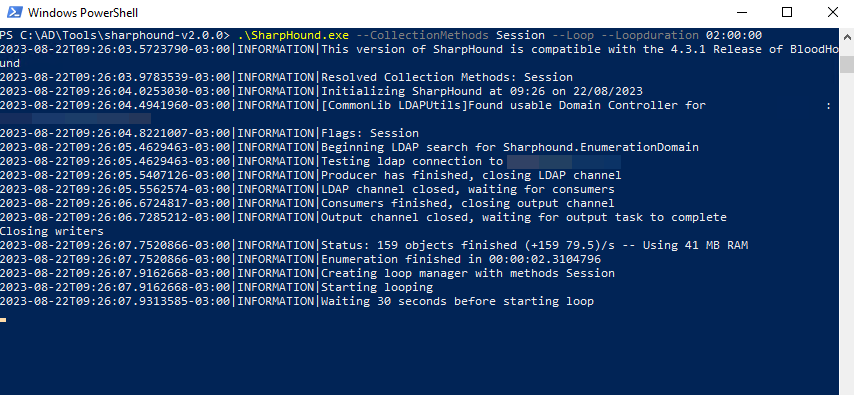 Windows PowerShell
PS C:\AD\Tools\sharphound-v2.0.0> .\SharpHound.exe --CollectionMethods Session --Loop --Loopduration 02:00:00
2023-08-22T09:26:03.5723790-03:00|INFORMATION|This version of SharpHound is compatible with the 4.3.1 Release of BloodHo
und
2023-08-22T09:26:03.9783539-03:00|INFORMATION|Resolved Collection Methods: Session
2023-08-22T09:26:04.0253030-03:00|INFORMATION|Initializing SharpHound at 09:26 on 22/08/2023
2023-08-22T09:26:04.4941960-03:00|INFORMATION|[CommonLib LDAPUtils]Found usable Domain Controller for :
2023-08-22T09:26:04.8221007-03:00|INFORMATION|Flags: Session
2023-08-22T09:26:05.4629463-03:00|INFORMATION|Beginning LDAP search for Sharphound.EnumerationDomain
2023-08-22T09:26:05.4629463-03:00|INFORMATION|Testing ldap connection to
2023-08-22T09:26:05.5407126-03:00|INFORMATION|Producer has finished, closing LDAP channel
2023-08-22T09:26:05.5562574-03:00|INFORMATION|LDAP channel closed, waiting for consumers
2023-08-22T09:26:06.6724817-03:00|INFORMATION|Consumers finished, closing output channel
2023-08-22T09:26:06.7285212-03:00|INFORMATION|Output channel closed, waiting for output task to complete
Closing writers
2023-08-22T09:26:07.7520866-03:00|INFORMATION|Status: 159 objects finished (+159 79.5)/s -- Using 41 MB RAM
2023-08-22T09:26:07.7520866-03:00|INFORMATION|Enumeration finished in 00:00:02.3104796
2023-08-22T09:26:07.9162668-03:00|INFORMATION|Creating loop manager with methods Session
2023-08-22T09:26:07.9162668-03:00|INFORMATION|Starting looping
2023-08-22T09:26:07.9313585-03:00|INFORMATION|Waiting 30 seconds before starting loop